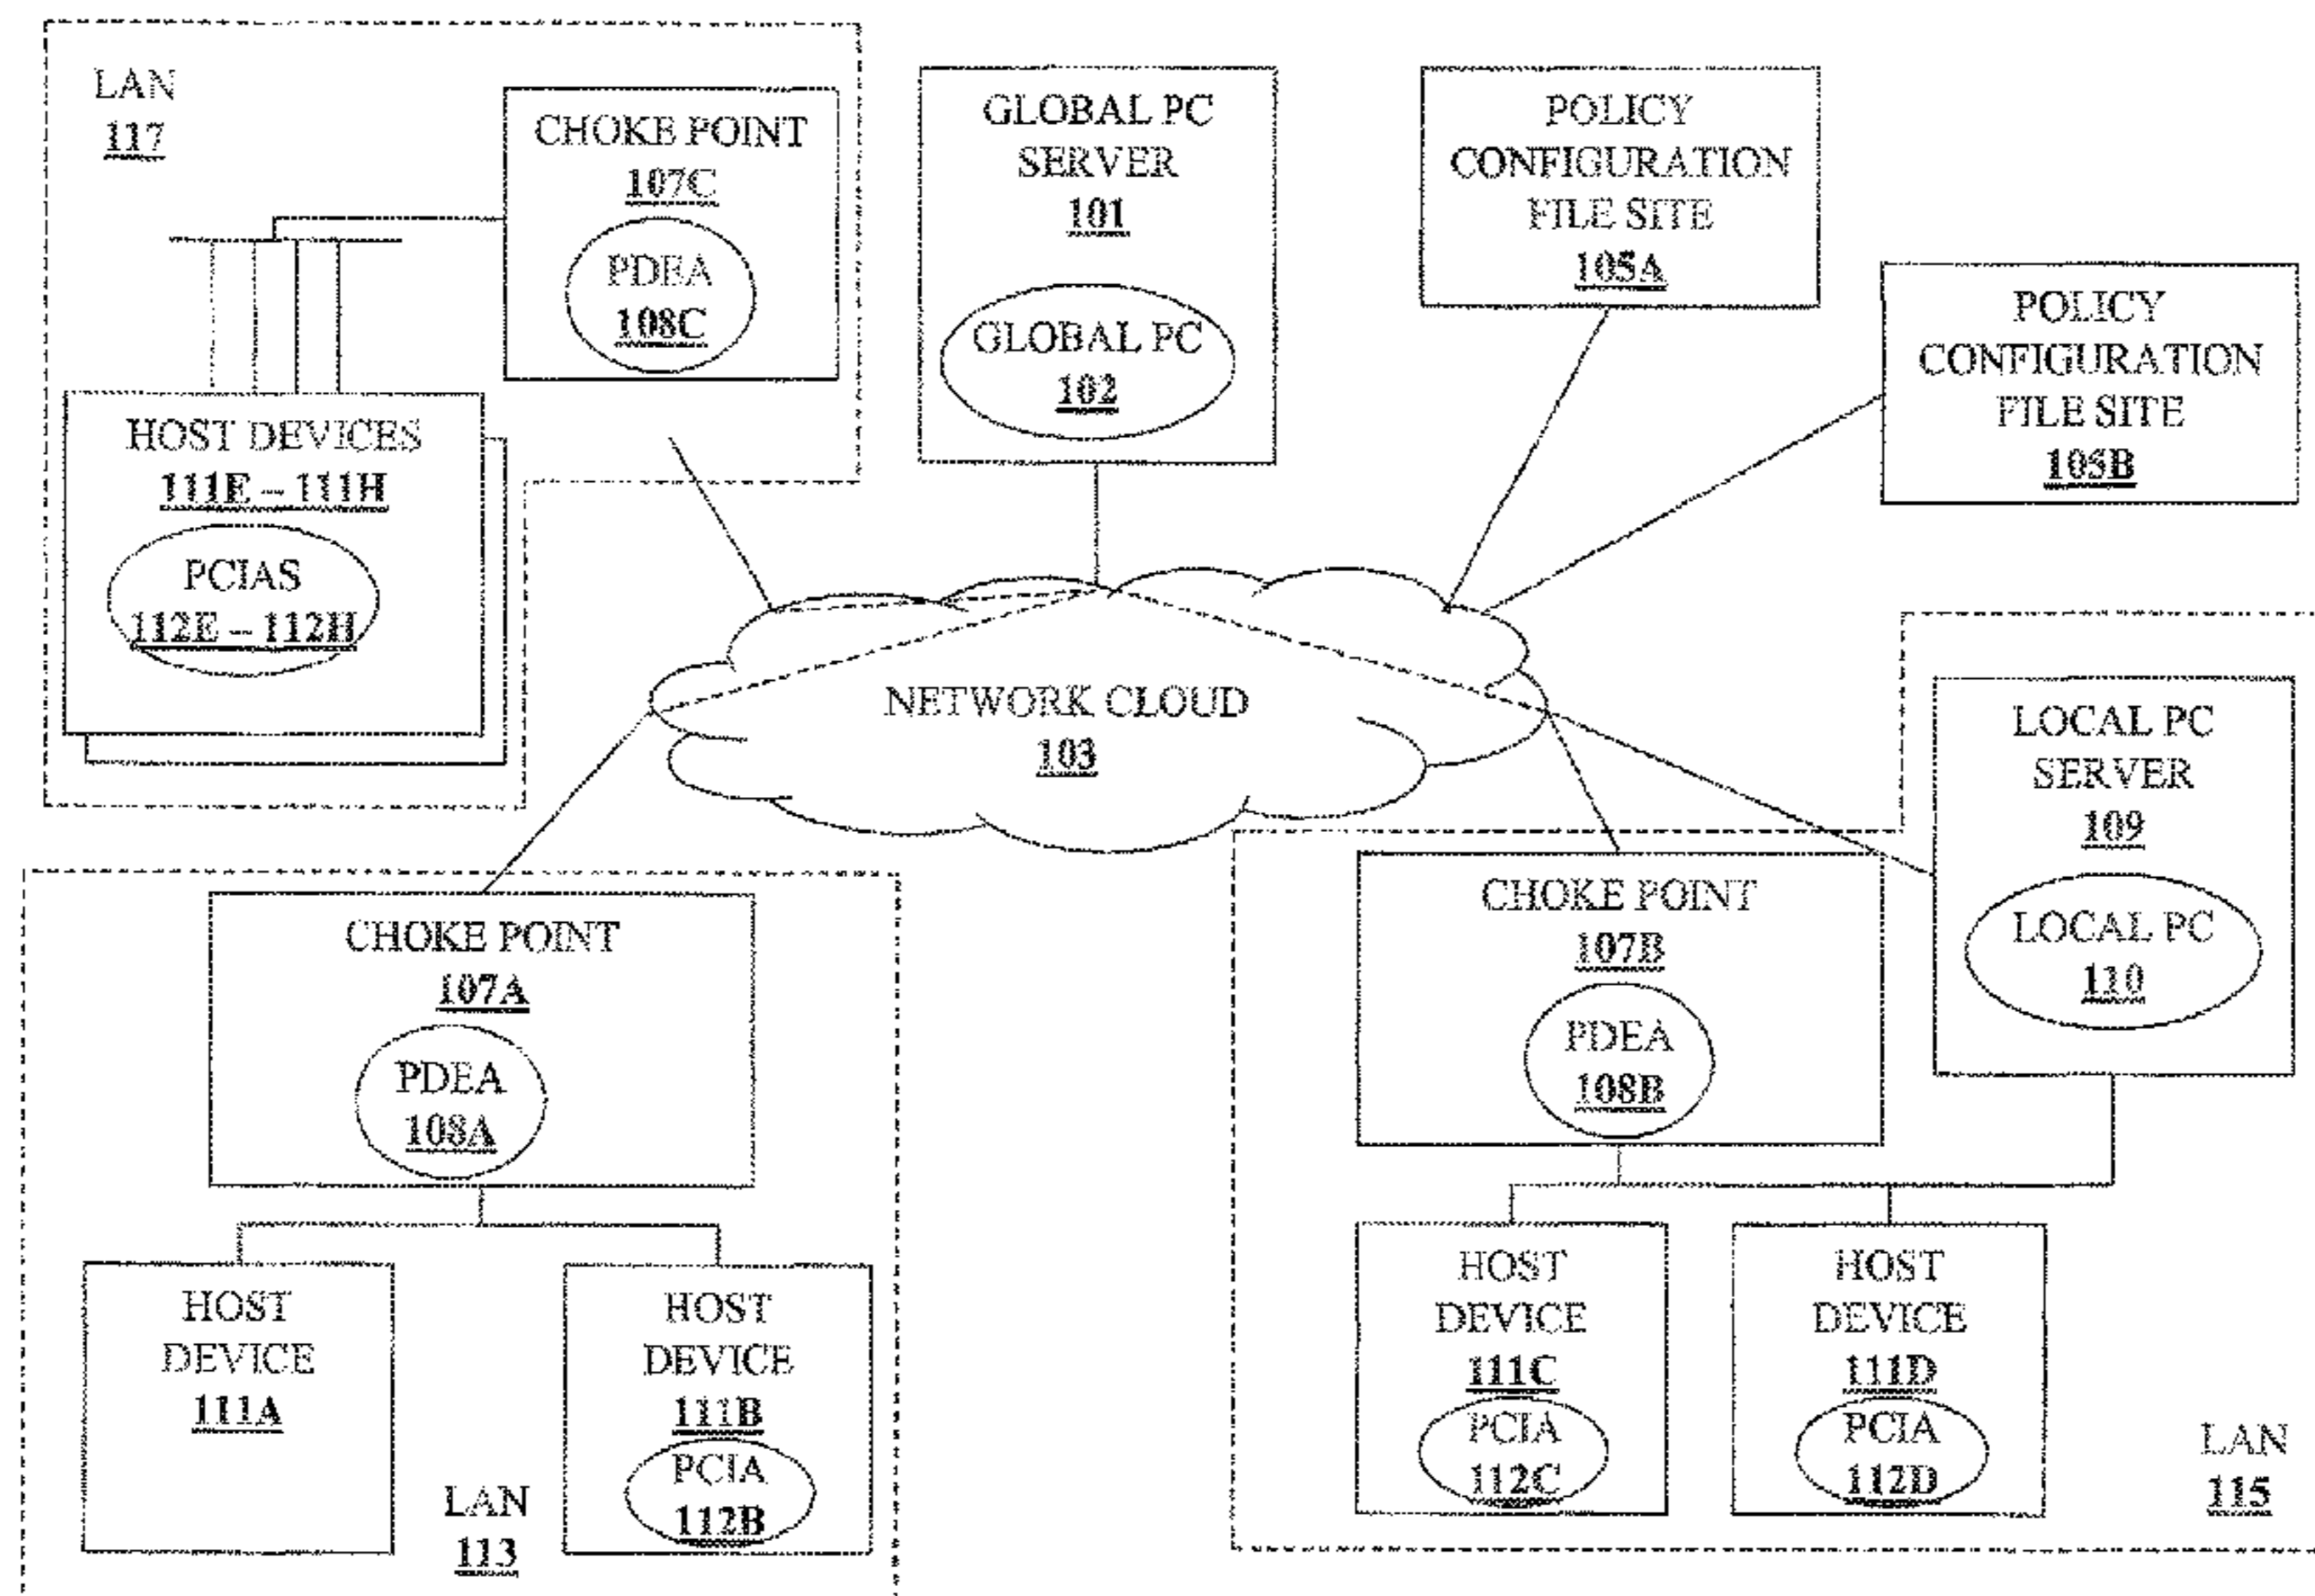 LAN
117
CHOKE POINT
107C
PDEA
108C
HOST DEVICES
111E – 111H
PCIAS
112E – 112H
GLOBAL PC
SERVER
101
GLOBAL PC
102
POLICY
CONFIGURATION
FILE SITE
105A
POLICY
CONFIGURATION
FILE SITE
105B
NETWORK CLOUD
103
LOCAL PC
SERVER
109
LOCAL PC
110
CHOKE POINT
107A
PDEA
108A
HOST
DEVICE
111A
HOST
DEVICE
111B
PCIA
112B
LAN
113
CHOKE POINT
107B
PDEA
108B
HOST
DEVICE
111C
PCIA
112C
HOST
DEVICE
111D
PCIA
112D
LAN
115